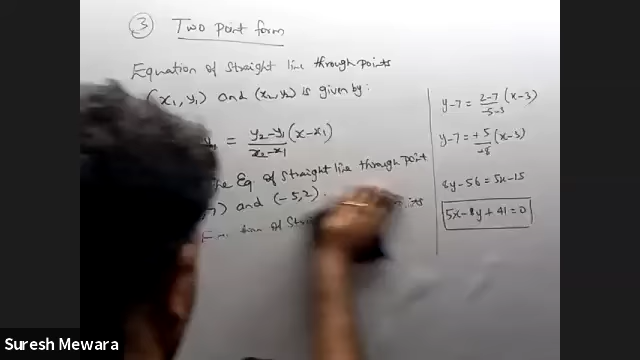 3 Two point form
Equation of straight line through points
(x₁, y₁) and (x₂, y₂) is given by:
= y₂-y₁/x₂-x₁ (x-x₁)
the Eq of straight line through point
) and (-5,2).
of
y-7 = 2-7/-5-3 (x-3)
y-7 = +5/+8 (x-3)
8y-56 = 5x-15
5x-8y+41=0
Suresh Mewara